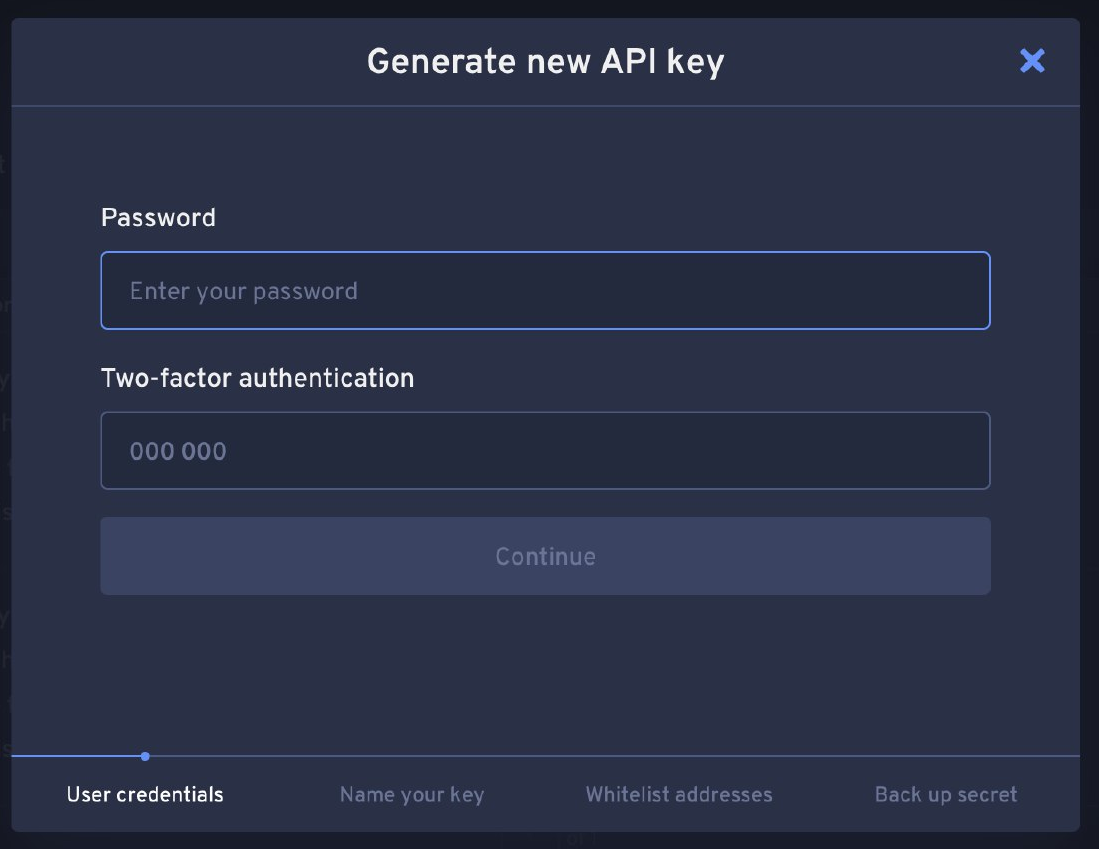 Generate new API key
Password
Enter your password
Two-factor authentication
000 000
Continue
User credentials
Name your key
Whitelist addresses
Back up secret